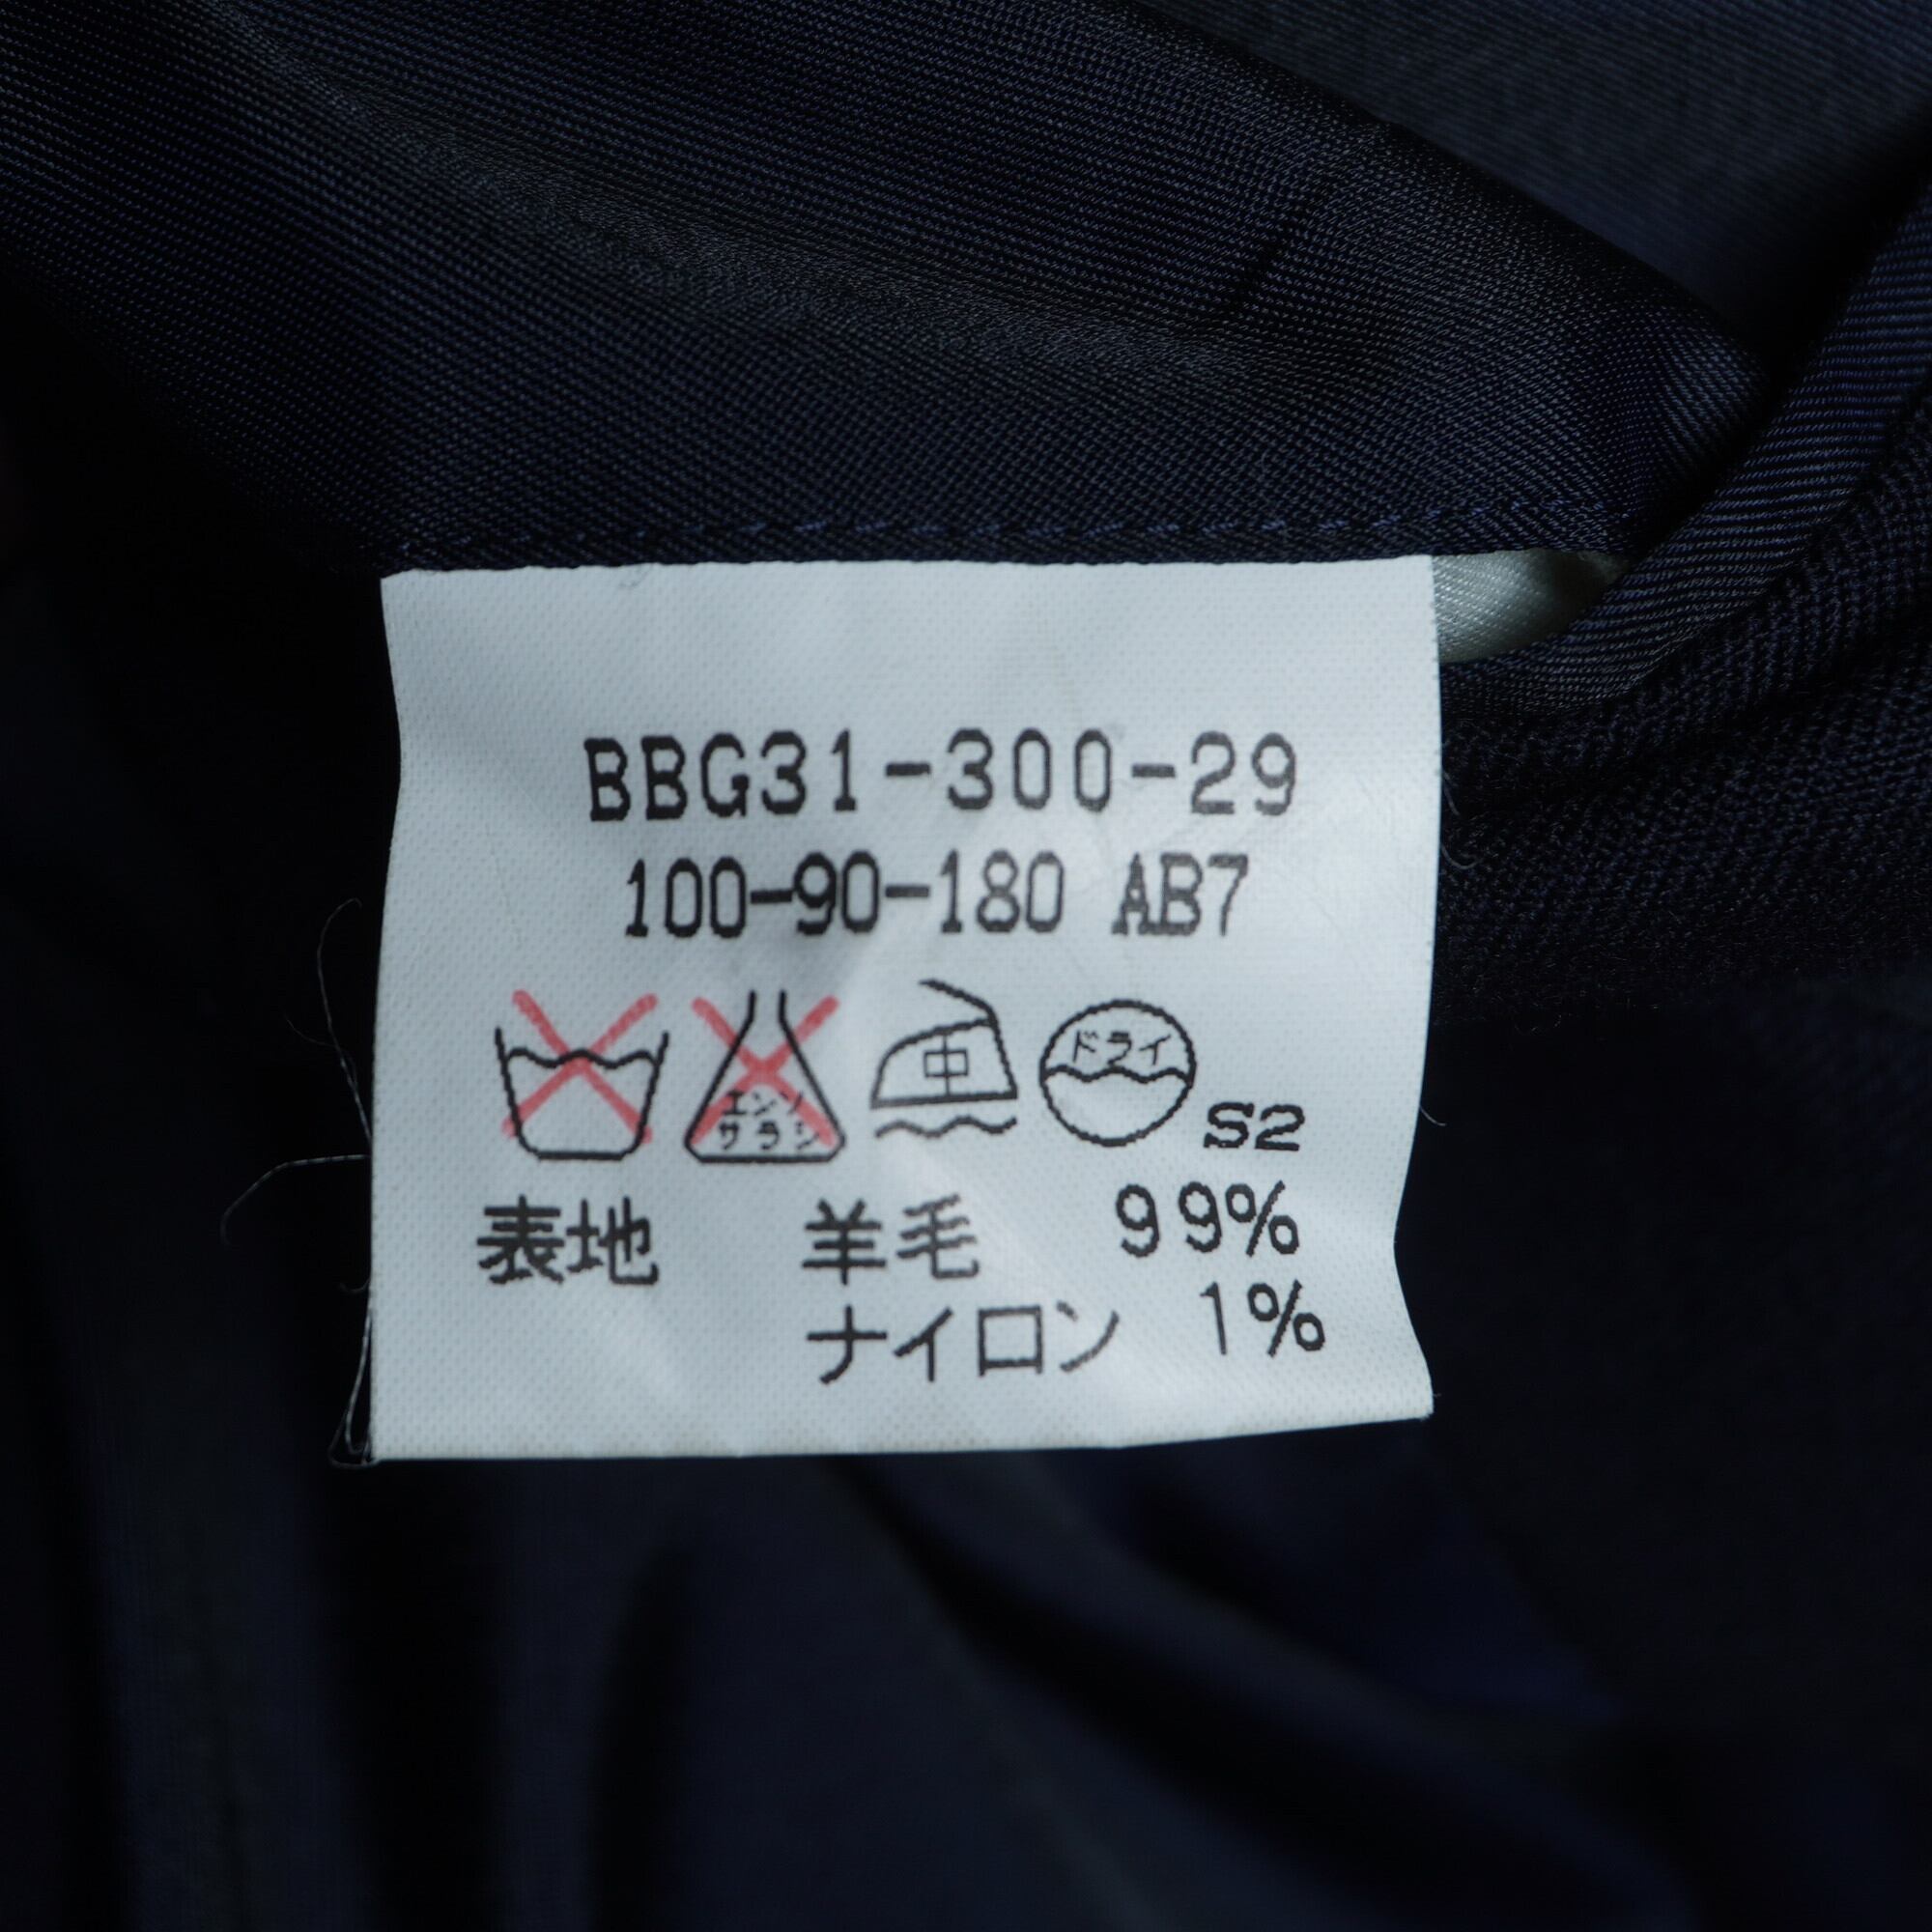 BBG31-300-29
100-90-180 AB7
エンソ
サラシ
中
ドライ
S2
表地 羊毛 99%
ナイロン 1%